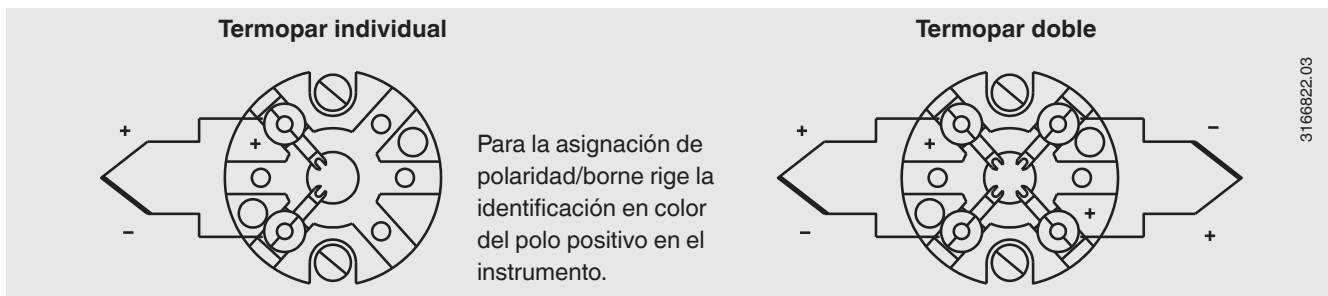 Termopar individual
Termopar doble
+
+
−
Para la asignación de
polaridad/borne rige la
identificación en color
del polo positivo en el
instrumento.
+
+
−
−
+
+
3166822.03